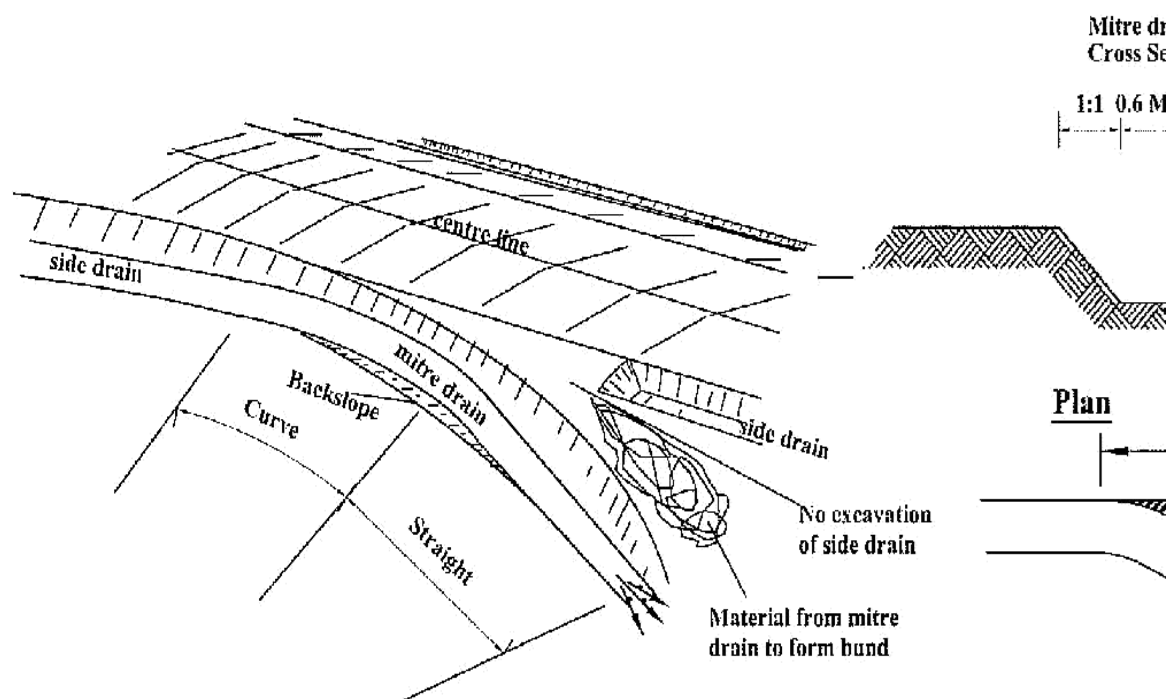 Mitre dr
Cross Se
1:1 0.6 M
centre line
side drain
mitre drain
Backslope
Curve
side drain
Plan
No excavation
of side drain
Straight
Material from mitre
drain to form bund